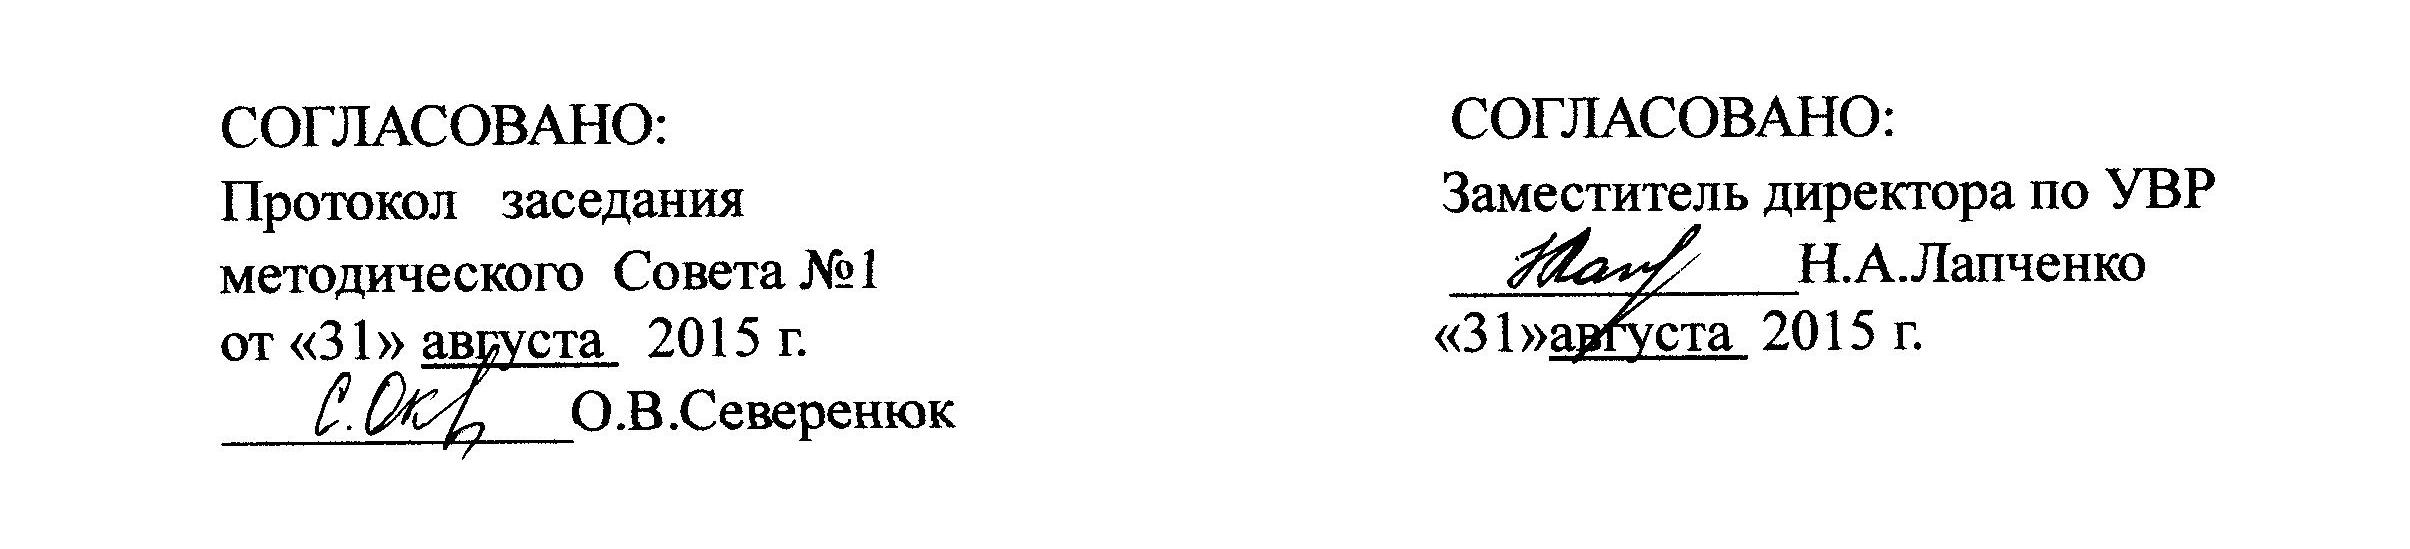 СОГЛАСОВАНО:
Протокол заседания
методического Совета №1
от «31» августа 2015 г.
О.В.Северенюк
СОГЛАСОВАНО:
Заместитель директора по УВР
Н.А.Лапченко
«31»августа 2015 г.